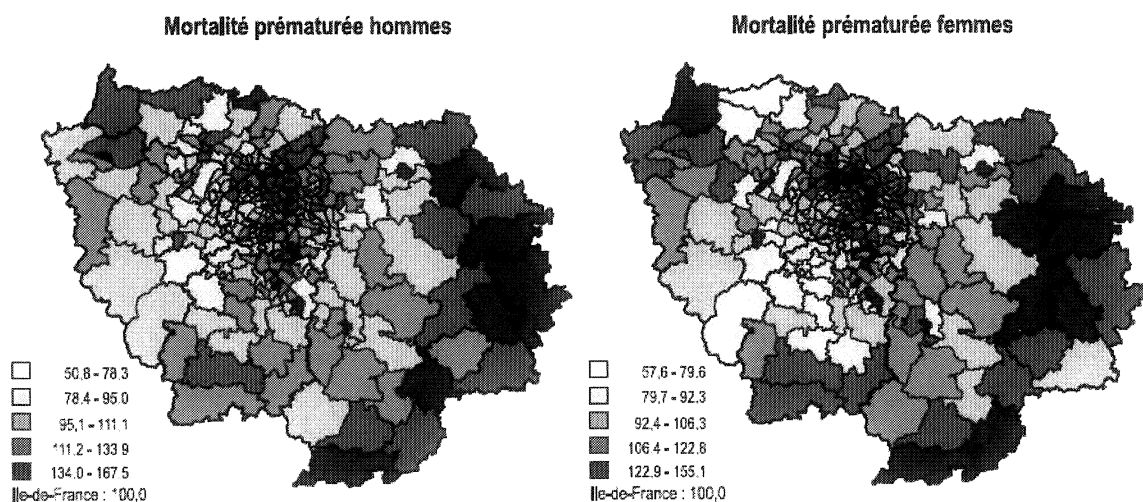 Mortalité prématurée hommes
50,8 - 78.3
78.4 - 95.0
95,1 - 111.1
111.2 - 133.9
134.0 - 167.5
Ile-de-France : 100,0
Mortalité prématurée femmes
57,6 - 79.6
79,7 - 92.3
92,4 - 106.3
106.4 - 122.8
122.9 - 155.1
Ile-de-France : 100,0